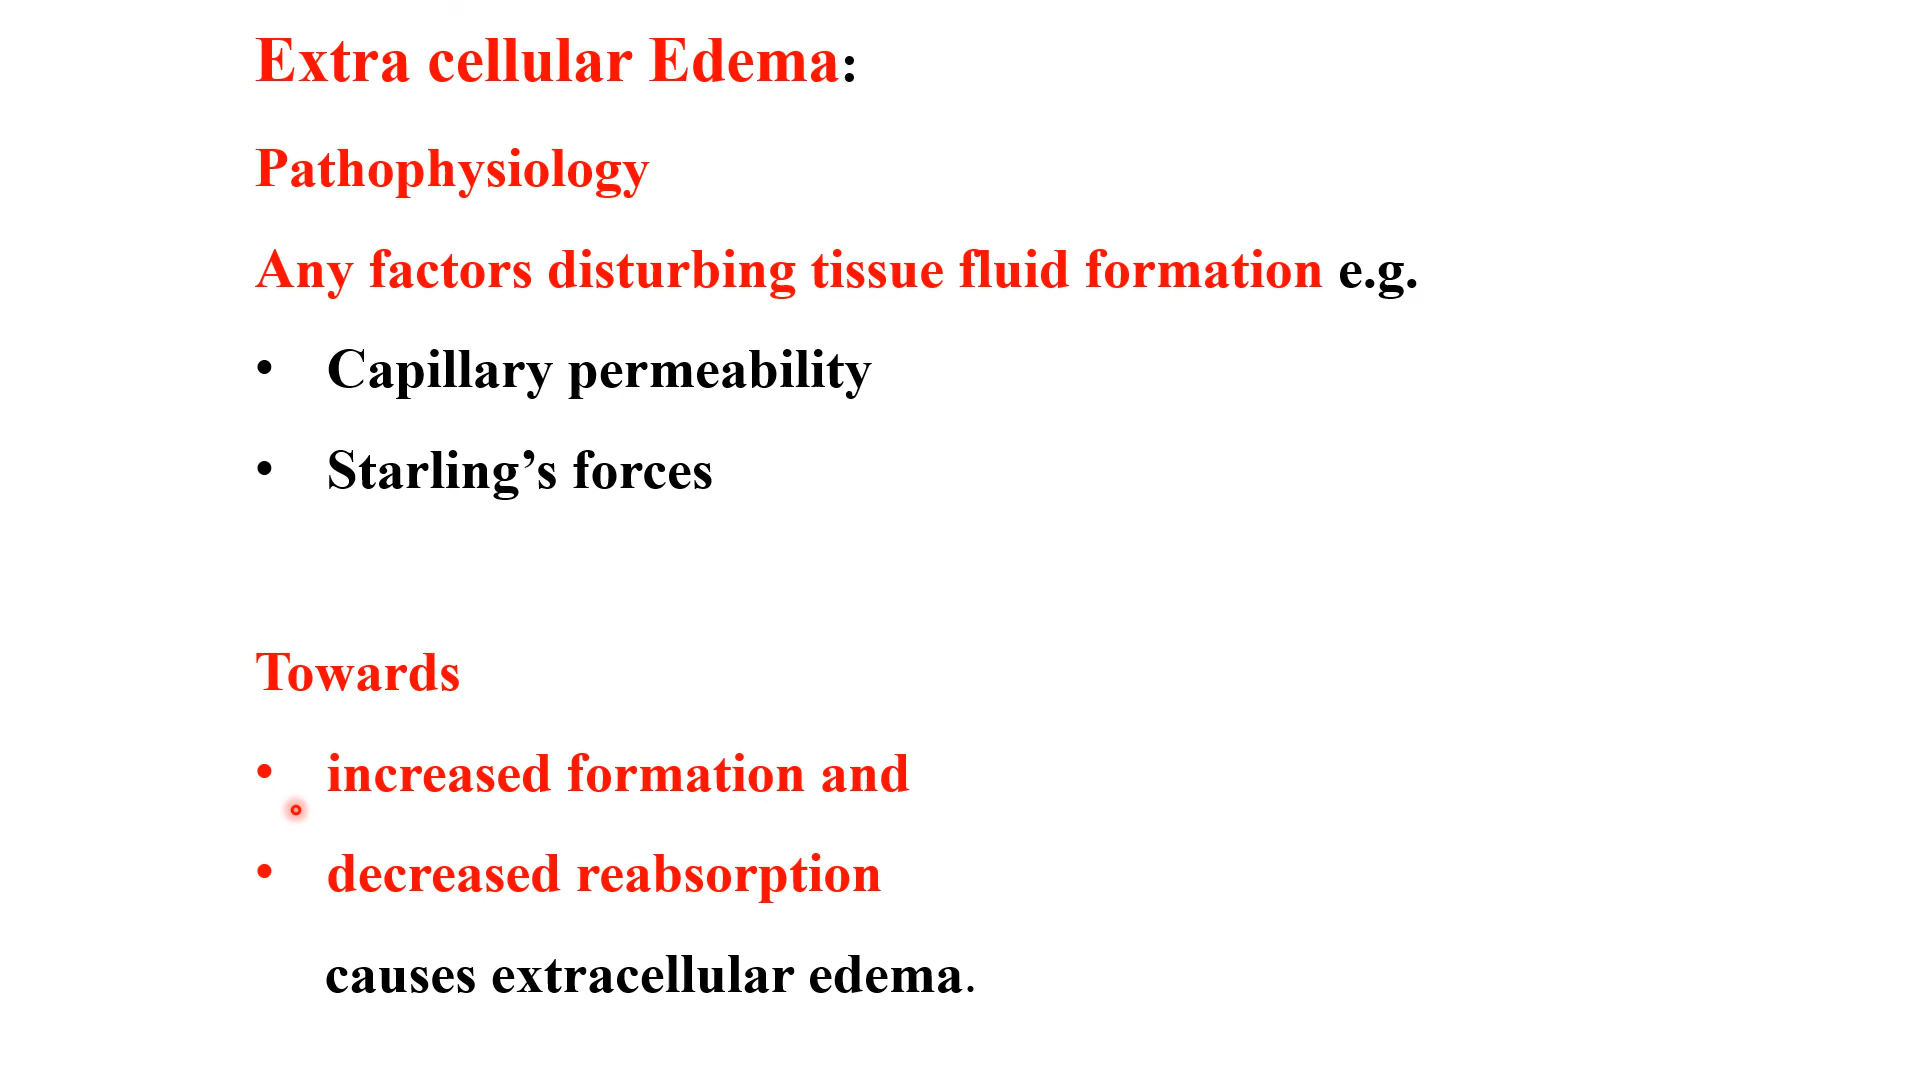 Extra cellular Edema:
Pathophysiology
Any factors disturbing tissue fluid formation e.g.
• Capillary permeability
• Starling’s forces
Towards
• increased formation and
• decreased reabsorption
causes extracellular edema.